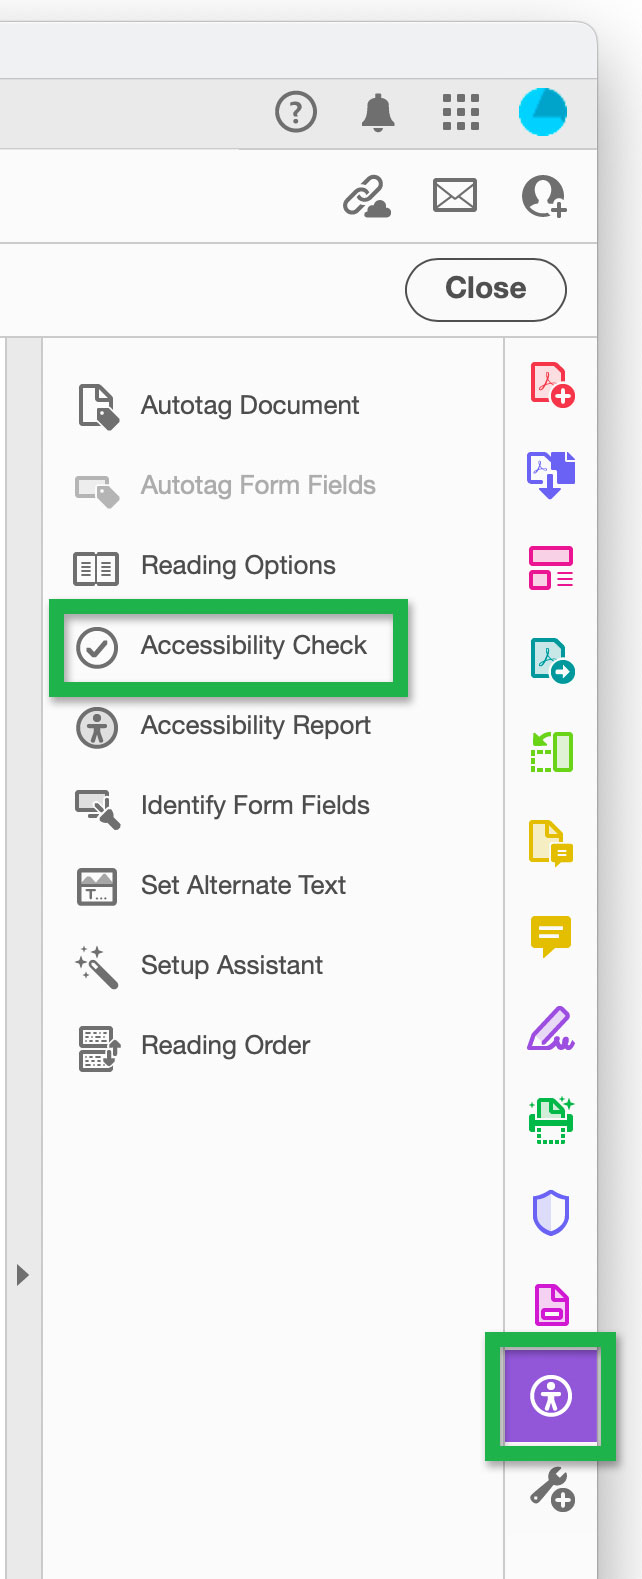 ?
Close
Autotag Document
Autotag Form Fields
Reading Options
Accessibility Check
Accessibility Report
Identify Form Fields
T...
Set Alternate Text
Setup Assistant
Reading Order